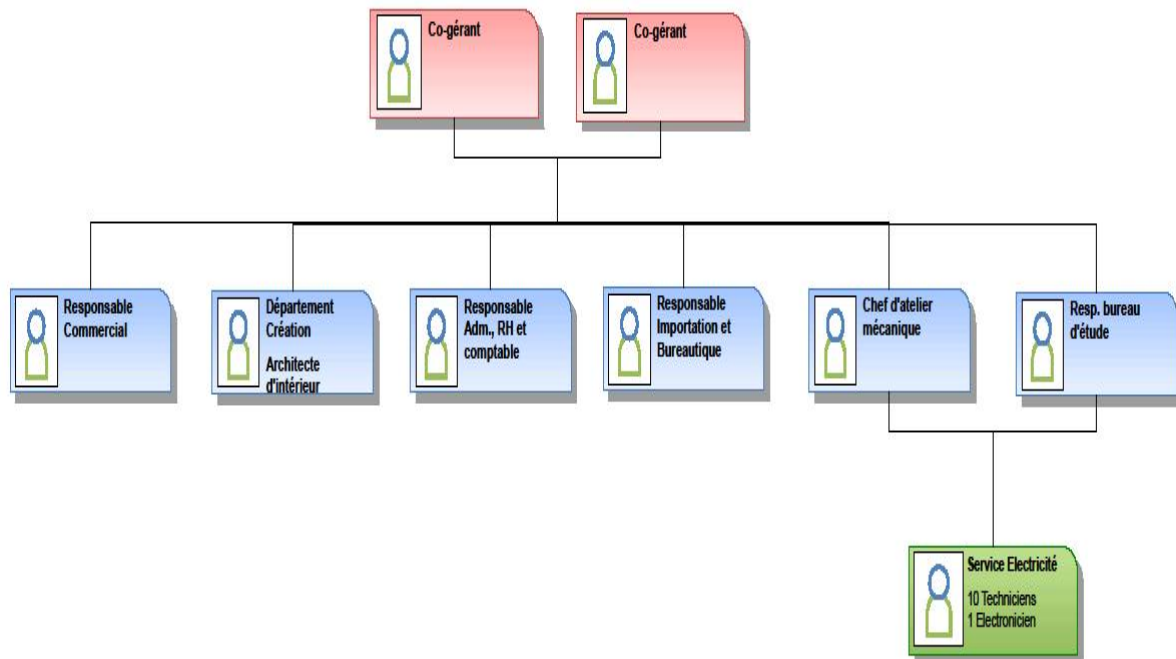 Co-gérant
Co-gérant
Responsable
Commercial
Département
Création
Architecte
d'intérieur
Responsable
Adm., RH et
comptable
Responsable
Importation et
Bureautique
Chef d'atelier
mécanique
Resp. bureau
d'étude
Service Electricité
10 Techniciens
1 Electronicien